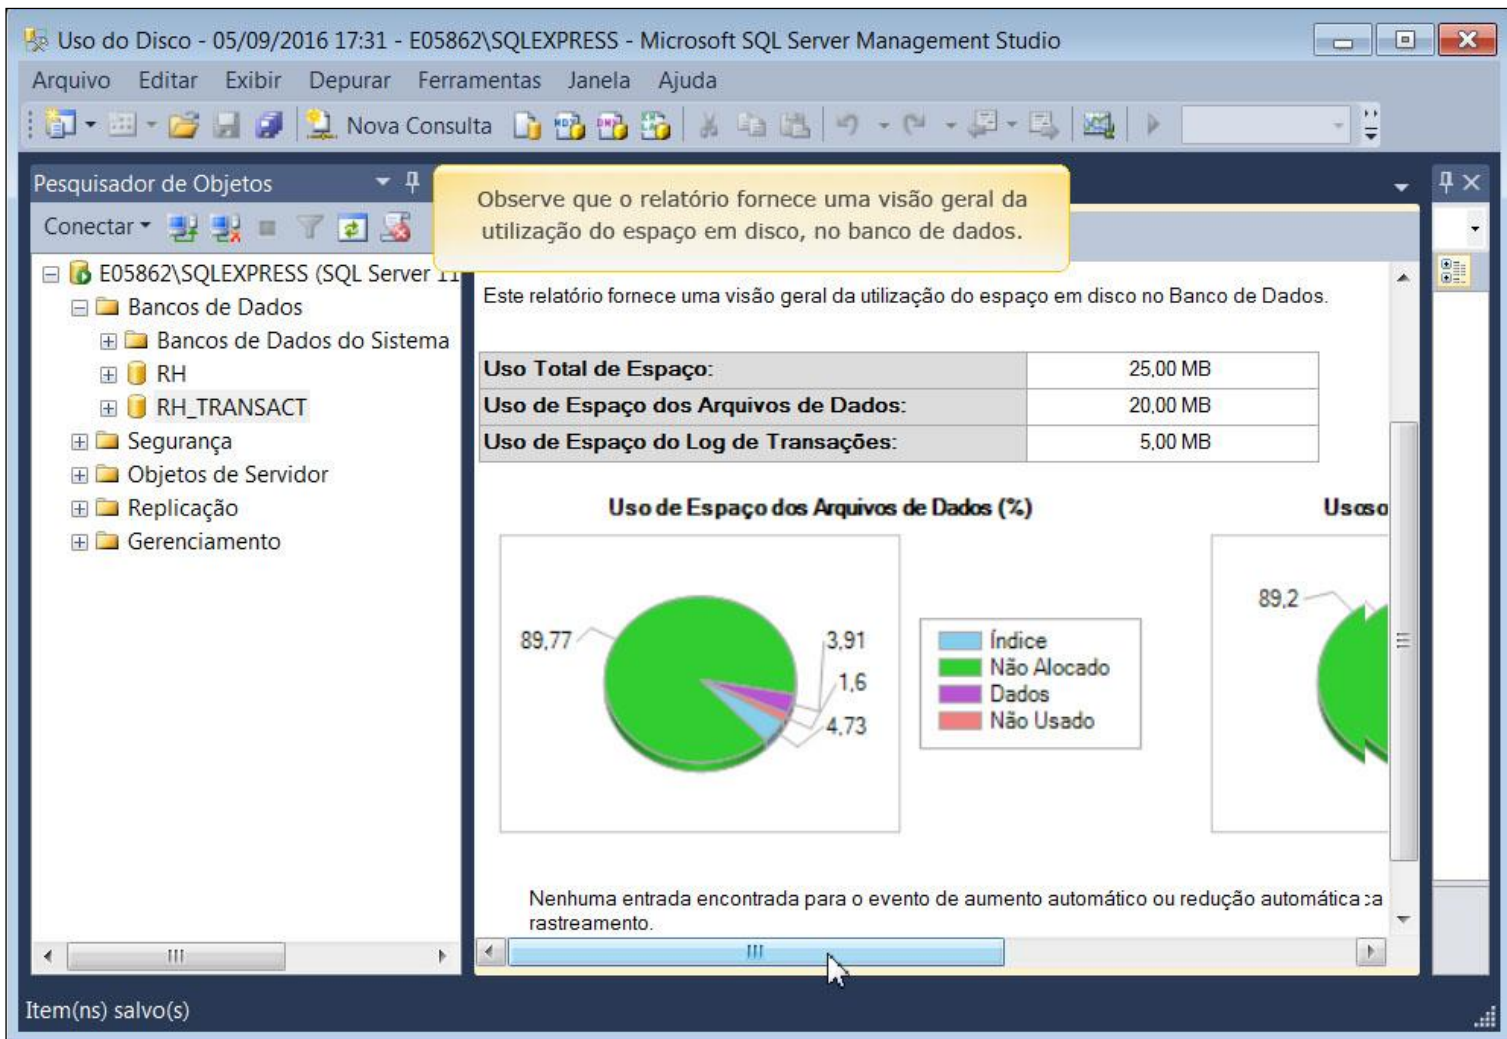 Uso do Disco - 05/09/2016 17:31 - E05862\SQLEXPRESS - Microsoft SQL Server Management Studio
Arquivo Editar Exibir Depurar Ferramentas Janela Ajuda
Nova Consulta
Pesquisador de Objetos
Conectar
Observe que o relatório fornece uma visão geral da
utilização do espaço em disco, no banco de dados.
E05862\SQLEXPRESS (SQL Server 11
Bancos de Dados
Bancos de Dados do Sistema
RH
RH_TRANSACT
Segurança
Objetos de Servidor
Replicação
Gerenciamento
Este relatório fornece uma visão geral da utilização do espaço em disco no Banco de Dados.
Uso Total de Espaço: 25,00 MB
Uso de Espaço dos Arquivos de Dados: 20,00 MB
Uso de Espaço do Log de Transações: 5,00 MB
Uso de Espaço dos Arquivos de Dados (%)
89,77
3,91
1,6
4,73
Índice
Não Alocado
Dados
Não Usado
89,2
Nenhuma entrada encontrada para o evento de aumento automático ou redução automática
rastreamento.
Item(ns) salvo(s)